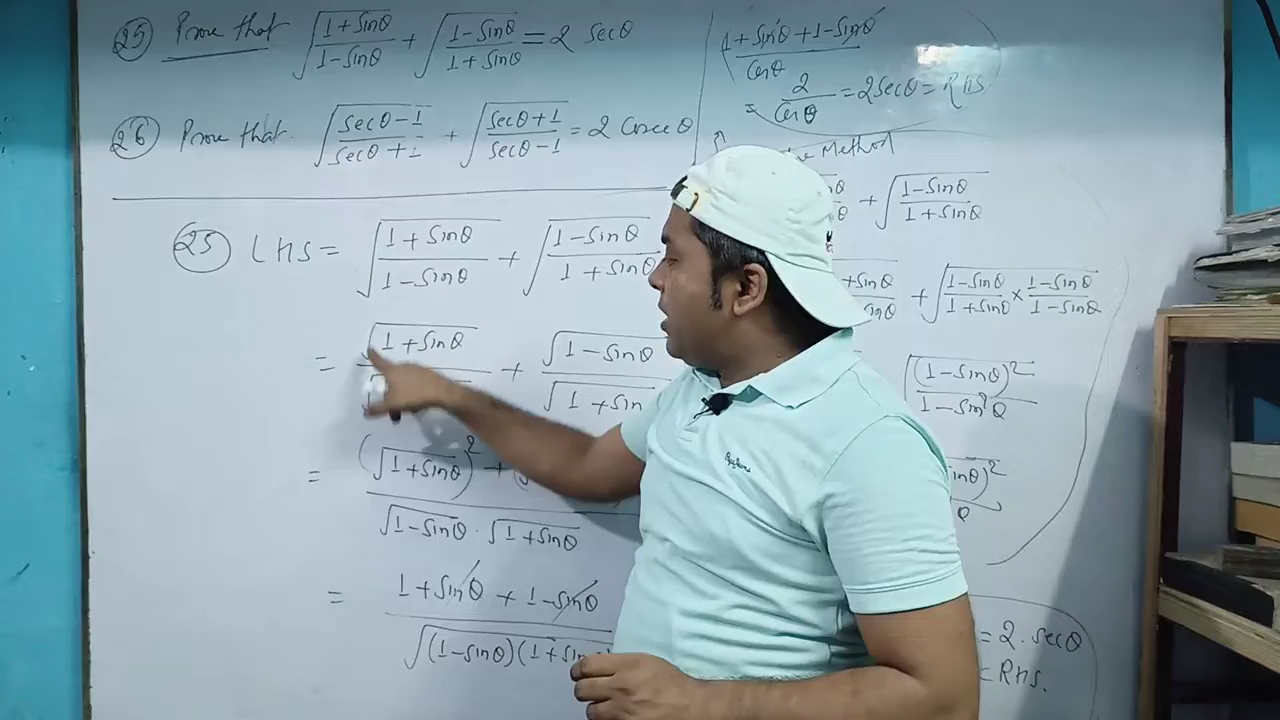 25 Prove that √(1+Sinθ)/(1-Sinθ) + √(1-Sinθ)/(1+Sinθ) = 2 Secθ
26 Prove that. √(Secθ-1)/(Secθ+1) + √(Secθ+1)/(Secθ-1) = 2 Cosecθ
25 LHS = √(1+Sinθ)/(1-Sinθ) + √(1-Sinθ)/(1+Sinθ)
= √1+Sinθ + √1-Sinθ / √1+Sin
= (√1+Sinθ)² + / √1-Sinθ · √1+Sinθ
= 1+Sinθ + 1-Sinθ / √(1-Sinθ)(1+Sin
1+Sinθ+1-Sinθ / Cosθ
= 2/Cosθ = 2Secθ = RHS
Method
+ √(1-Sinθ)/(1+Sinθ)
+ √(1-Sinθ)/(1+Sinθ) × (1-Sinθ)/(1-Sinθ)
√(1-Sinθ)²/1-Sin²θ
= 2.Secθ
RHS.